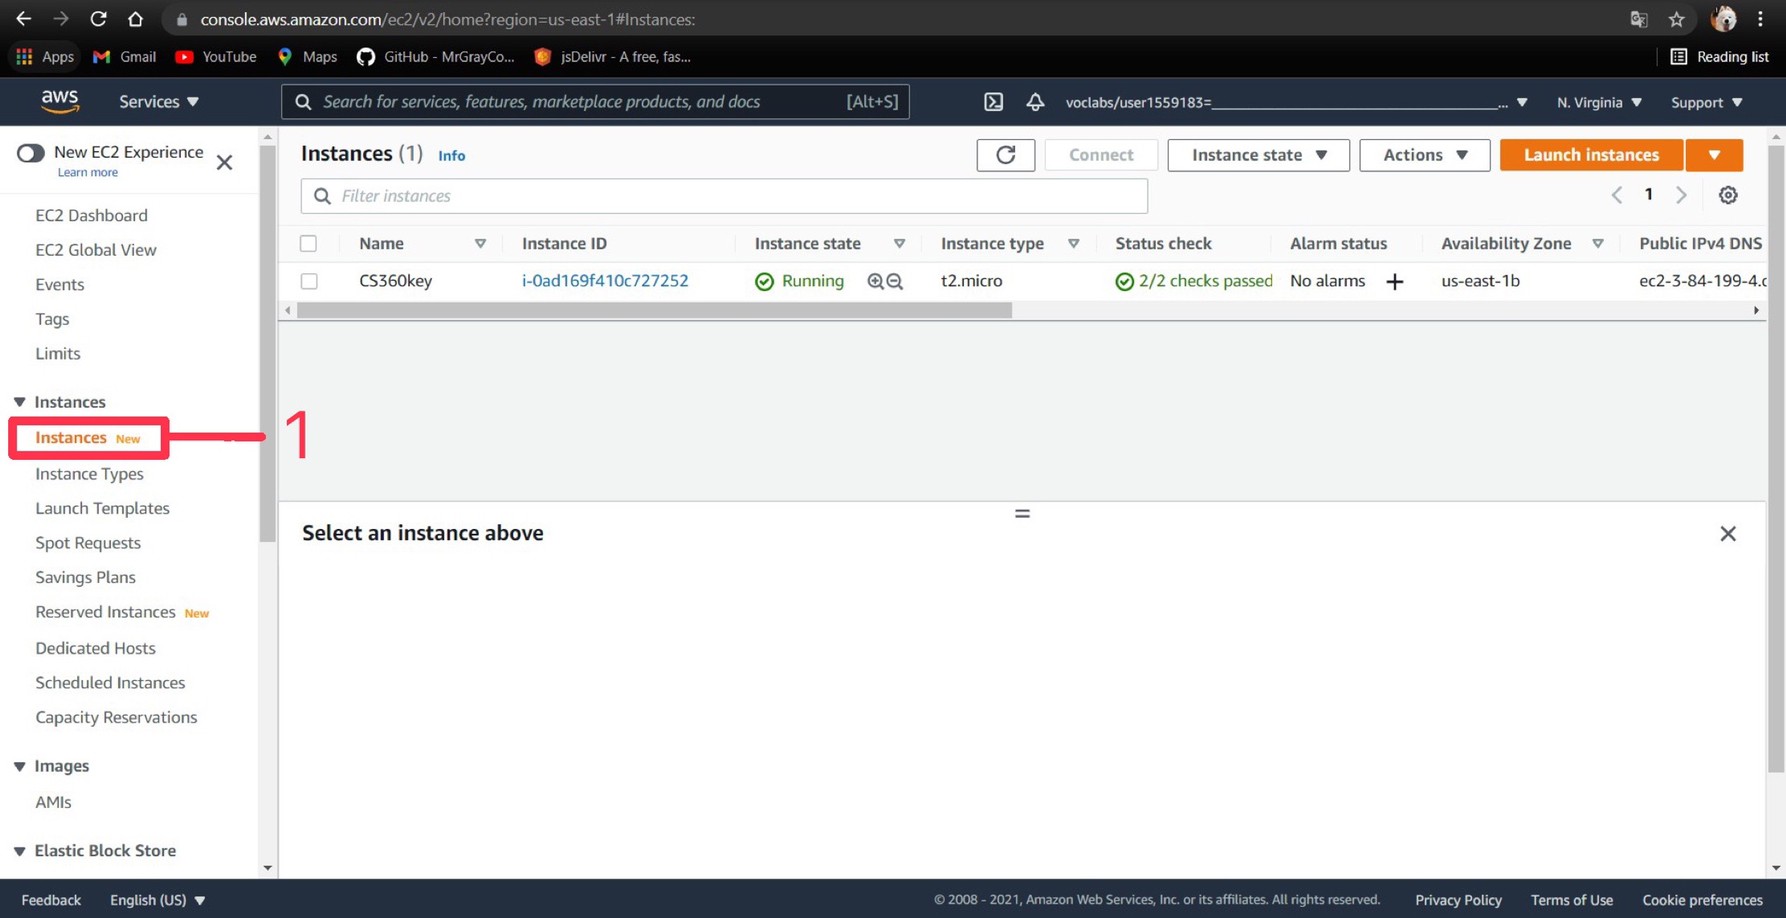 console.aws.amazon.com/ec2/v2/home?region=us-east-1#Instances:
Apps Gmail YouTube Maps GitHub - MrGrayCo... jsDelivr - A free, fas... Reading list
aws Services Search for services, features, marketplace products, and docs [Alt+S] voclabs/user1559183=________________________________... N. Virginia Support
New EC2 Experience
Learn more
EC2 Dashboard
EC2 Global View
Events
Tags
Limits
Instances
Instances New
1
Instance Types
Launch Templates
Spot Requests
Savings Plans
Reserved Instances New
Dedicated Hosts
Scheduled Instances
Capacity Reservations
Images
AMIs
Elastic Block Store
Instances (1) Info Connect Instance state Actions Launch instances
Filter instances 1
Name Instance ID Instance state Instance type Status check Alarm status Availability Zone Public IPv4 DNS
CS360key i-0ad169f410c727252 Running t2.micro 2/2 checks passed No alarms + us-east-1b ec2-3-84-199-4.c
Select an instance above
Feedback English (US) © 2008 - 2021, Amazon Web Services, Inc. or its affiliates. All rights reserved. Privacy Policy Terms of Use Cookie preferences